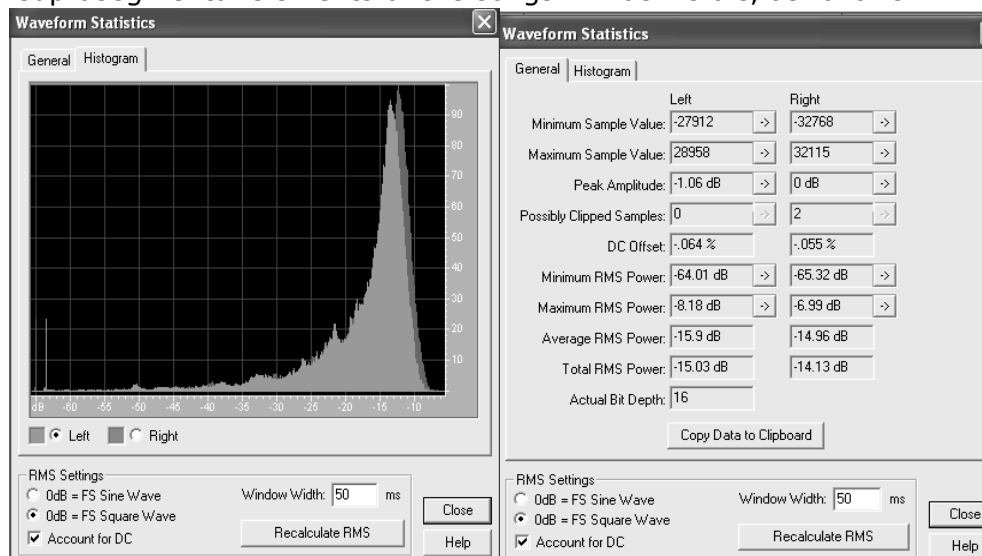 Waveform Statistics
General Histogram
90
80
70
60
50
40
30
20
10
dB -60 -55 -50 -45 -40 -35 -30 -25 -20 -15 -10
Left Right
RMS Settings
0dB = FS Sine Wave
0dB = FS Square Wave
Account for DC
Window Width: 50 ms
Recalculate RMS
Close
Help
Waveform Statistics
General Histogram
Left Right
Minimum Sample Value: -27912 -> -32768 ->
Maximum Sample Value: 28958 -> 32115 ->
Peak Amplitude: -1.06 dB -> 0 dB ->
Possibly Clipped Samples: 0 -> 2 ->
DC Offset: -.064 % -.055 %
Minimum RMS Power: -64.01 dB -> -65.32 dB ->
Maximum RMS Power: -8.18 dB -> -6.99 dB ->
Average RMS Power: -15.9 dB -14.96 dB
Total RMS Power: -15.03 dB -14.13 dB
Actual Bit Depth: 16
Copy Data to Clipboard
RMS Settings
0dB = FS Sine Wave
0dB = FS Square Wave
Account for DC
Window Width: 50 ms
Recalculate RMS
Close
Help